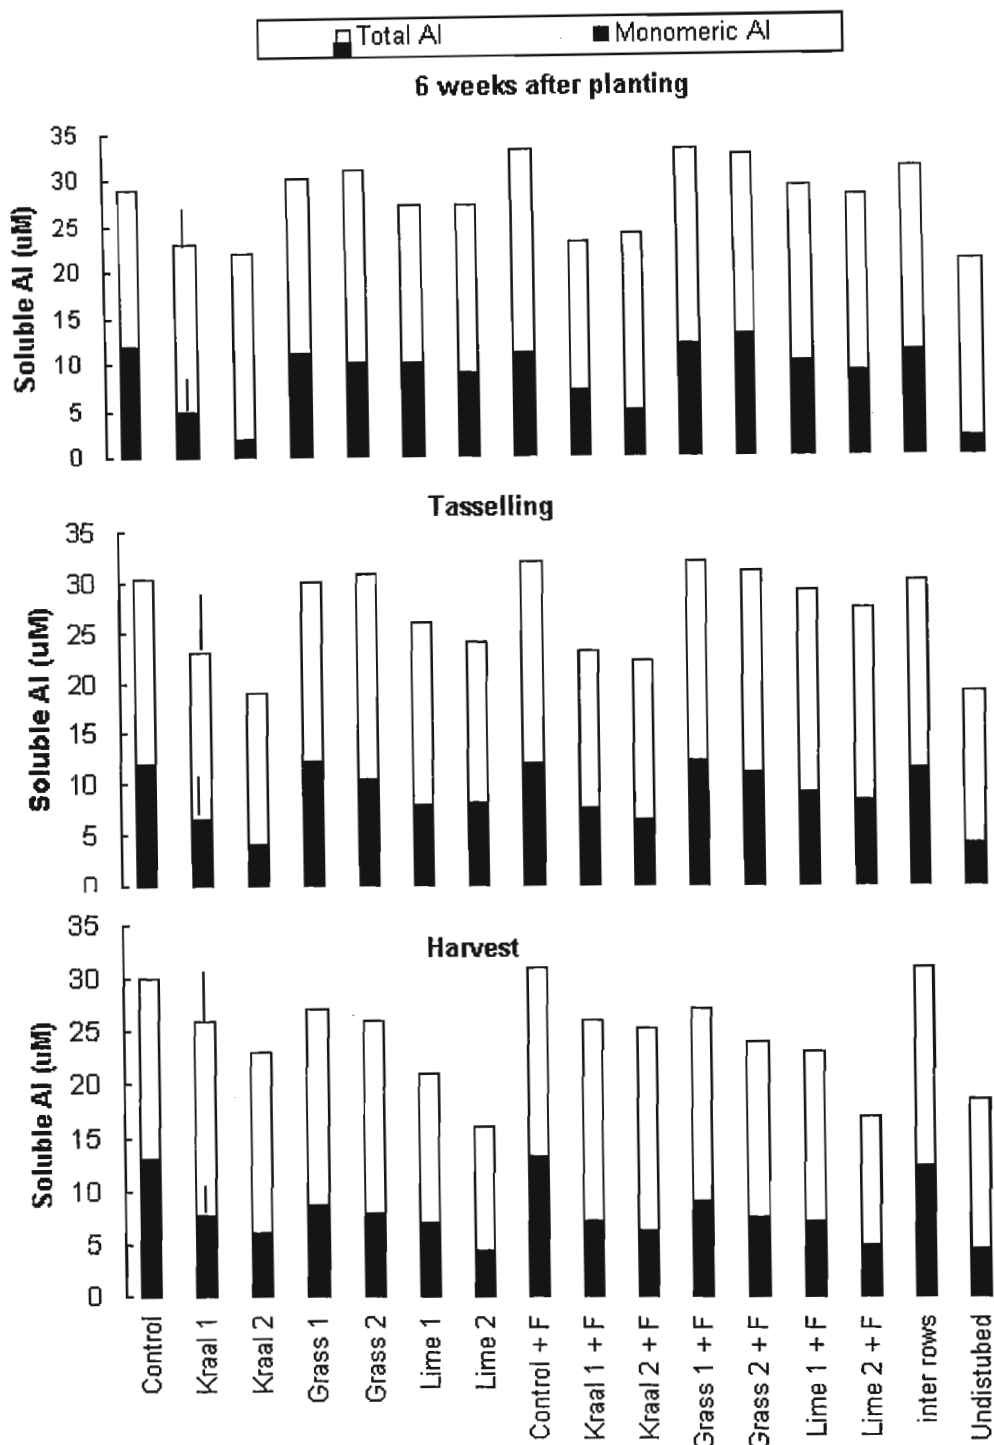 Total Al Monomeric Al
6 weeks after planting
Soluble Al (uM)
35
30
25
20
15
10
5
0
Tasselling
Soluble Al (uM)
35
30
25
20
15
10
5
0
Harvest
Soluble Al (uM)
35
30
25
20
15
10
5
0
Control
Kraal 1
Kraal 2
Grass 1
Grass 2
Lime 1
Lime 2
Control + F
Kraal 1 + F
Kraal 2 + F
Grass 1 + F
Grass 2 + F
Lime 1 + F
Lime 2 + F
inter rows
Undistubed